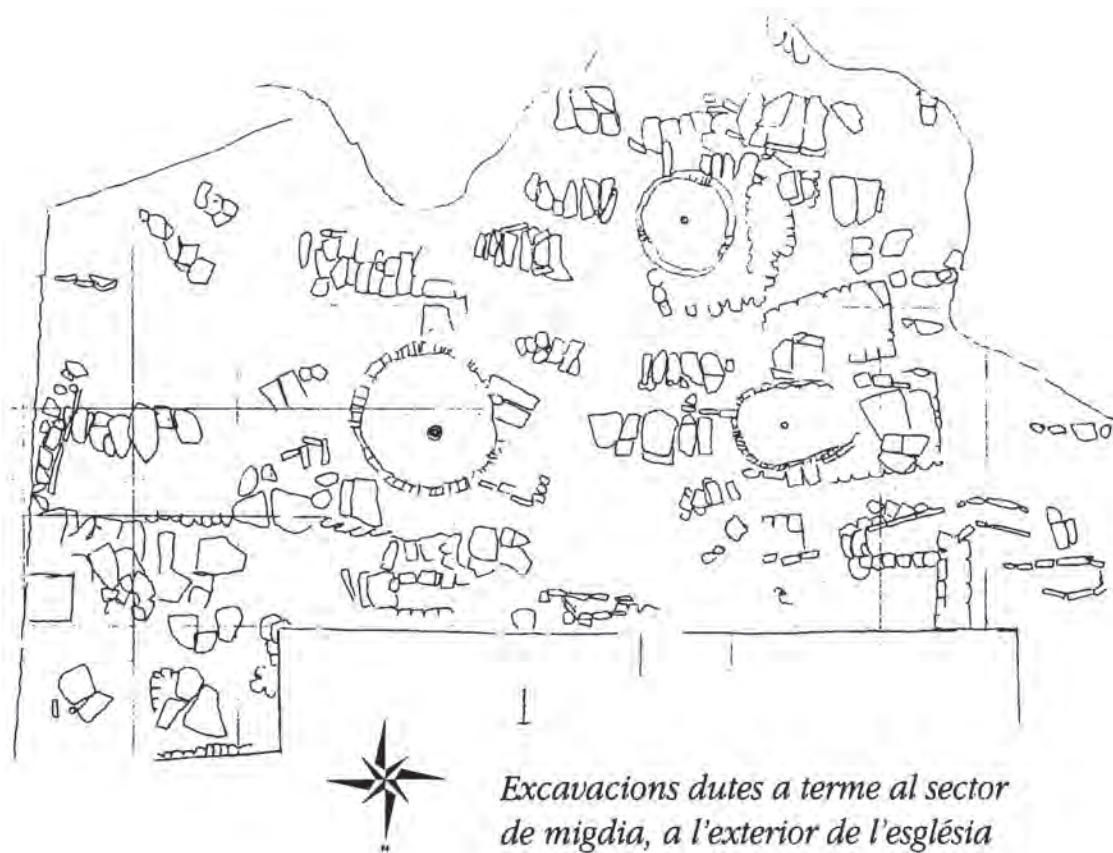 Excavacions dutes a terme al sector
de migdia, a l'exterior de l'església